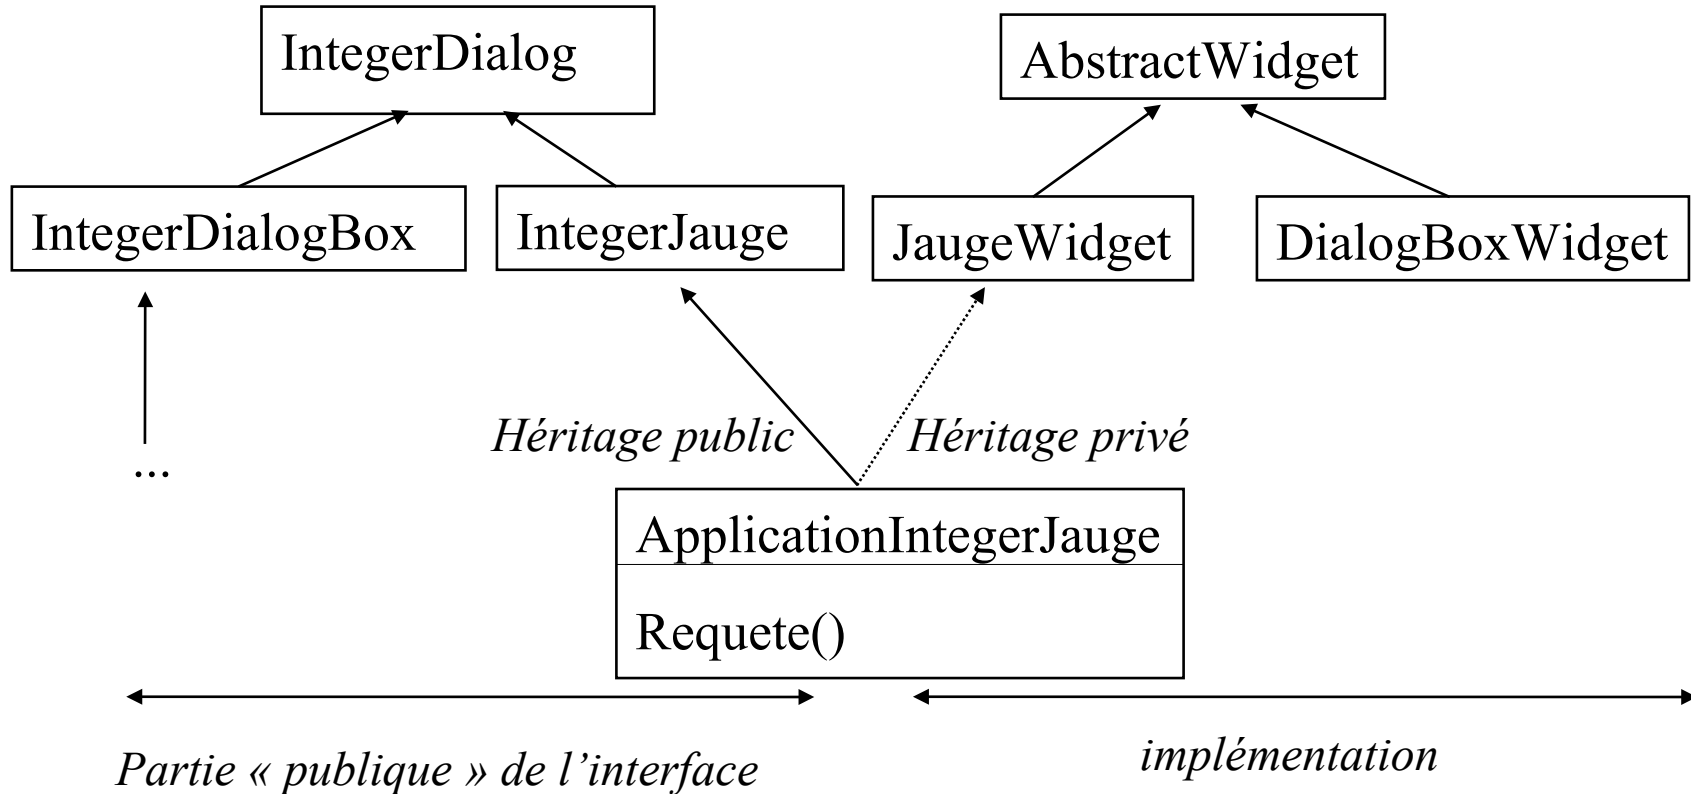 IntegerDialog
AbstractWidget
IntegerDialogBox
IntegerJauge
JaugeWidget
DialogBoxWidget
Héritage public
Héritage privé
...
ApplicationIntegerJauge
Requete()
Partie « publique » de l’interface
implémentation